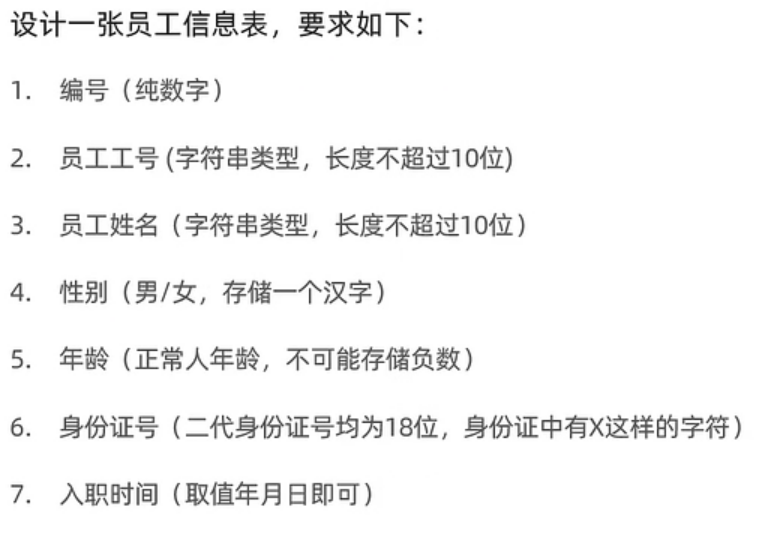 设计一张员工信息表，要求如下：
1. 编号（纯数字）
2. 员工工号 (字符串类型，长度不超过10位)
3. 员工姓名（字符串类型，长度不超过10位）
4. 性别（男/女，存储一个汉字）
5. 年龄（正常人年龄，不可能存储负数）
6. 身份证号（二代身份证号均为18位，身份证中有X这样的字符）
7. 入职时间（取值年月日即可）